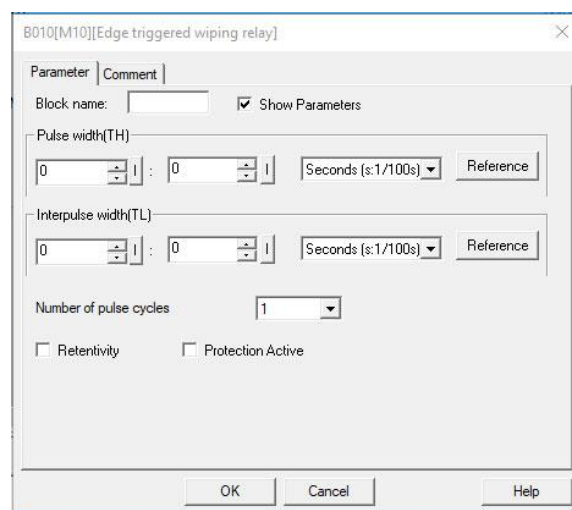 B010[M10][Edge triggered wiping relay]
Parameter Comment
Block name: Show Parameters
Pulse width(TH)
0 : 0 Seconds (s:1/100s) Reference
Interpulse width(TL)
0 : 0 Seconds (s:1/100s) Reference
Number of pulse cycles 1
Retentivity Protection Active
OK Cancel Help